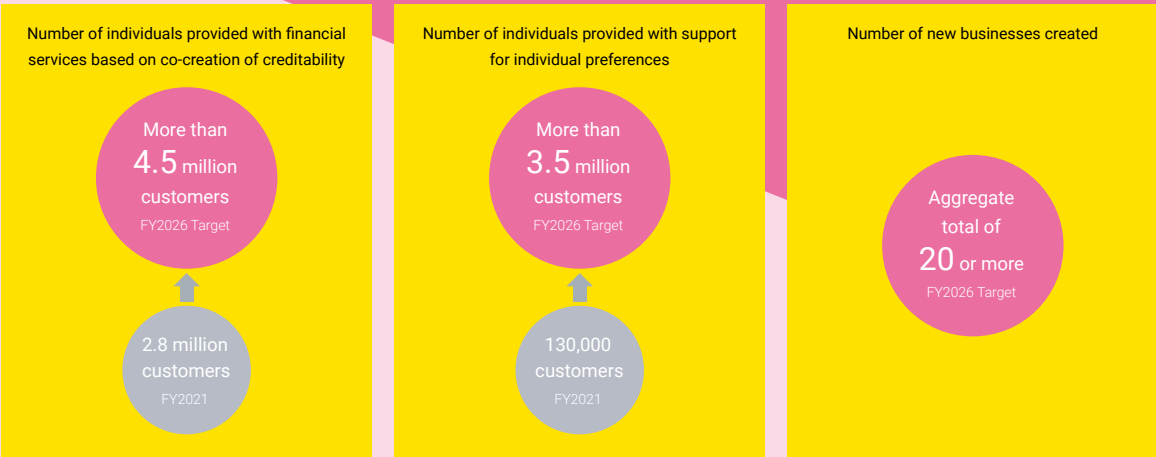 Number of individuals provided with financial
services based on co-creation of creditability
More than
4.5 million
customers
FY2026 Target
2.8 million
customers
FY2021
Number of individuals provided with support
for individual preferences
More than
3.5 million
customers
FY2026 Target
130,000
customers
FY2021
Number of new businesses created
Aggregate
total of
20 or more
FY2026 Target